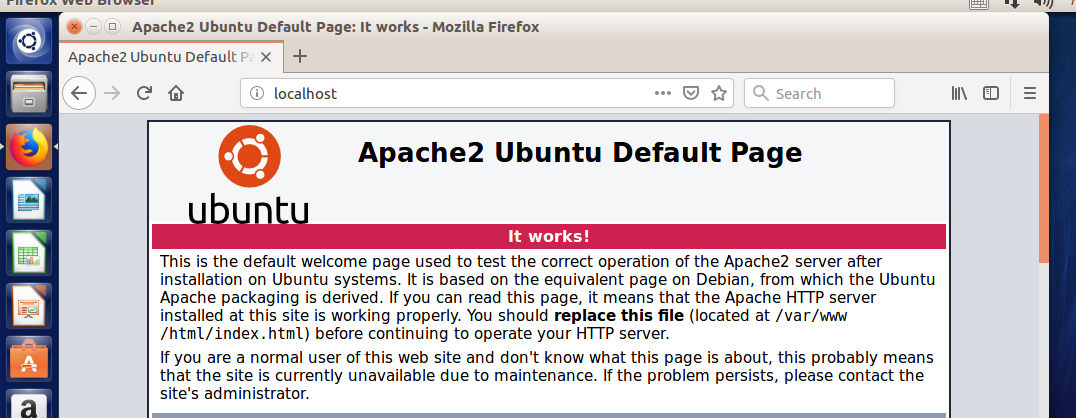 Firefox Web Browser
Apache2 Ubuntu Default Page: It works - Mozilla Firefox
Apache2 Ubuntu Default Pa
localhost
Search
Apache2 Ubuntu Default Page
ubuntu
It works!
This is the default welcome page used to test the correct operation of the Apache2 server after
installation on Ubuntu systems. It is based on the equivalent page on Debian, from which the Ubuntu
Apache packaging is derived. If you can read this page, it means that the Apache HTTP server
installed at this site is working properly. You should replace this file (located at /var/www
/html/index.html) before continuing to operate your HTTP server.
If you are a normal user of this web site and don't know what this page is about, this probably means
that the site is currently unavailable due to maintenance. If the problem persists, please contact the
site's administrator.